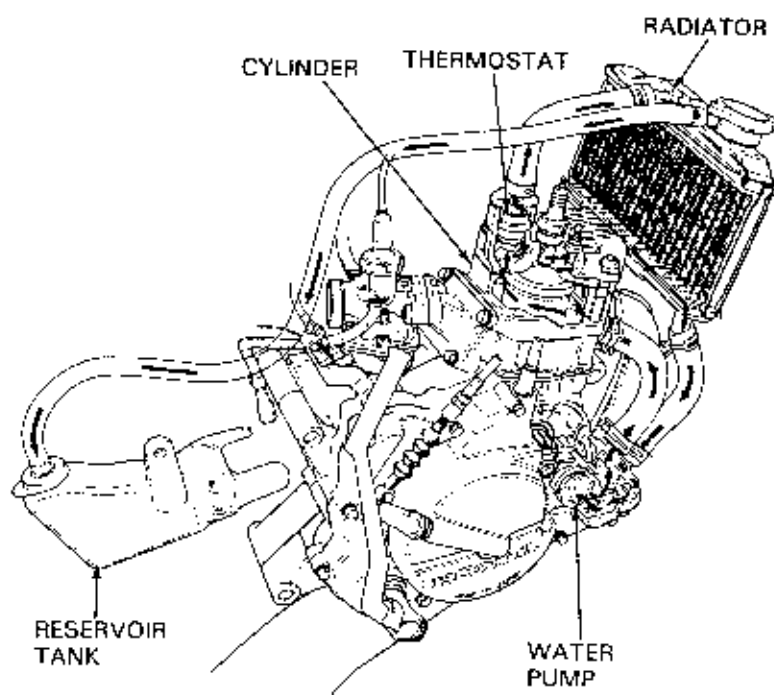 RADIATOR
THERMOSTAT
CYLINDER
RESERVOIR
TANK
WATER
PUMP